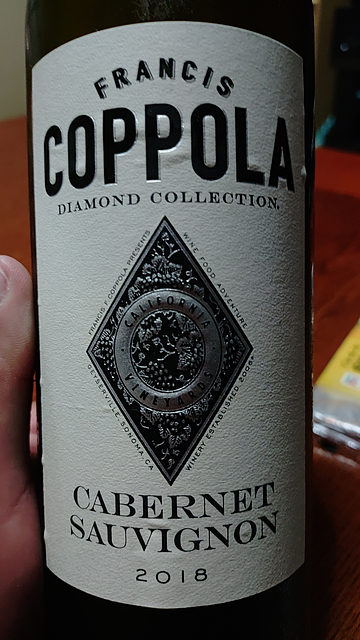 FRANCIS
COPPOLA
DIAMOND COLLECTION.
FRANCIS F. COPPOLA PRESENTS
WINE FOOD ADVENTURE
CALIFORNIA
VINEYARDS
GEYSERVILLE, SONOMA CA
WINERY ESTABLISHED 2006
CABERNET
SAUVIGNON
2018